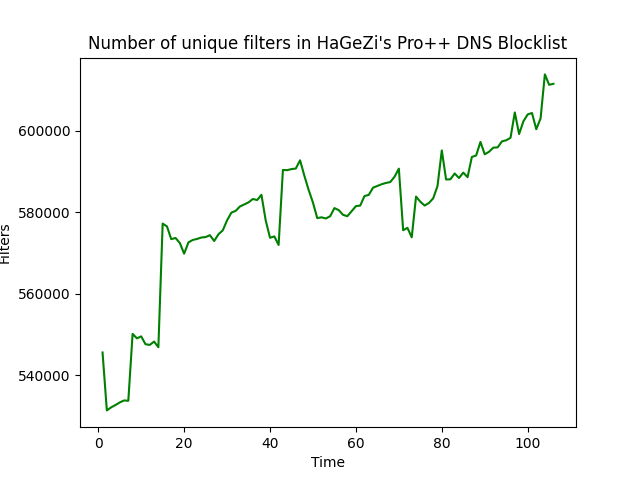 Number of unique filters in HaGeZi's Pro++ DNS Blocklist
600000
580000
560000
540000
Filters
0 20 40 60 80 100
Time